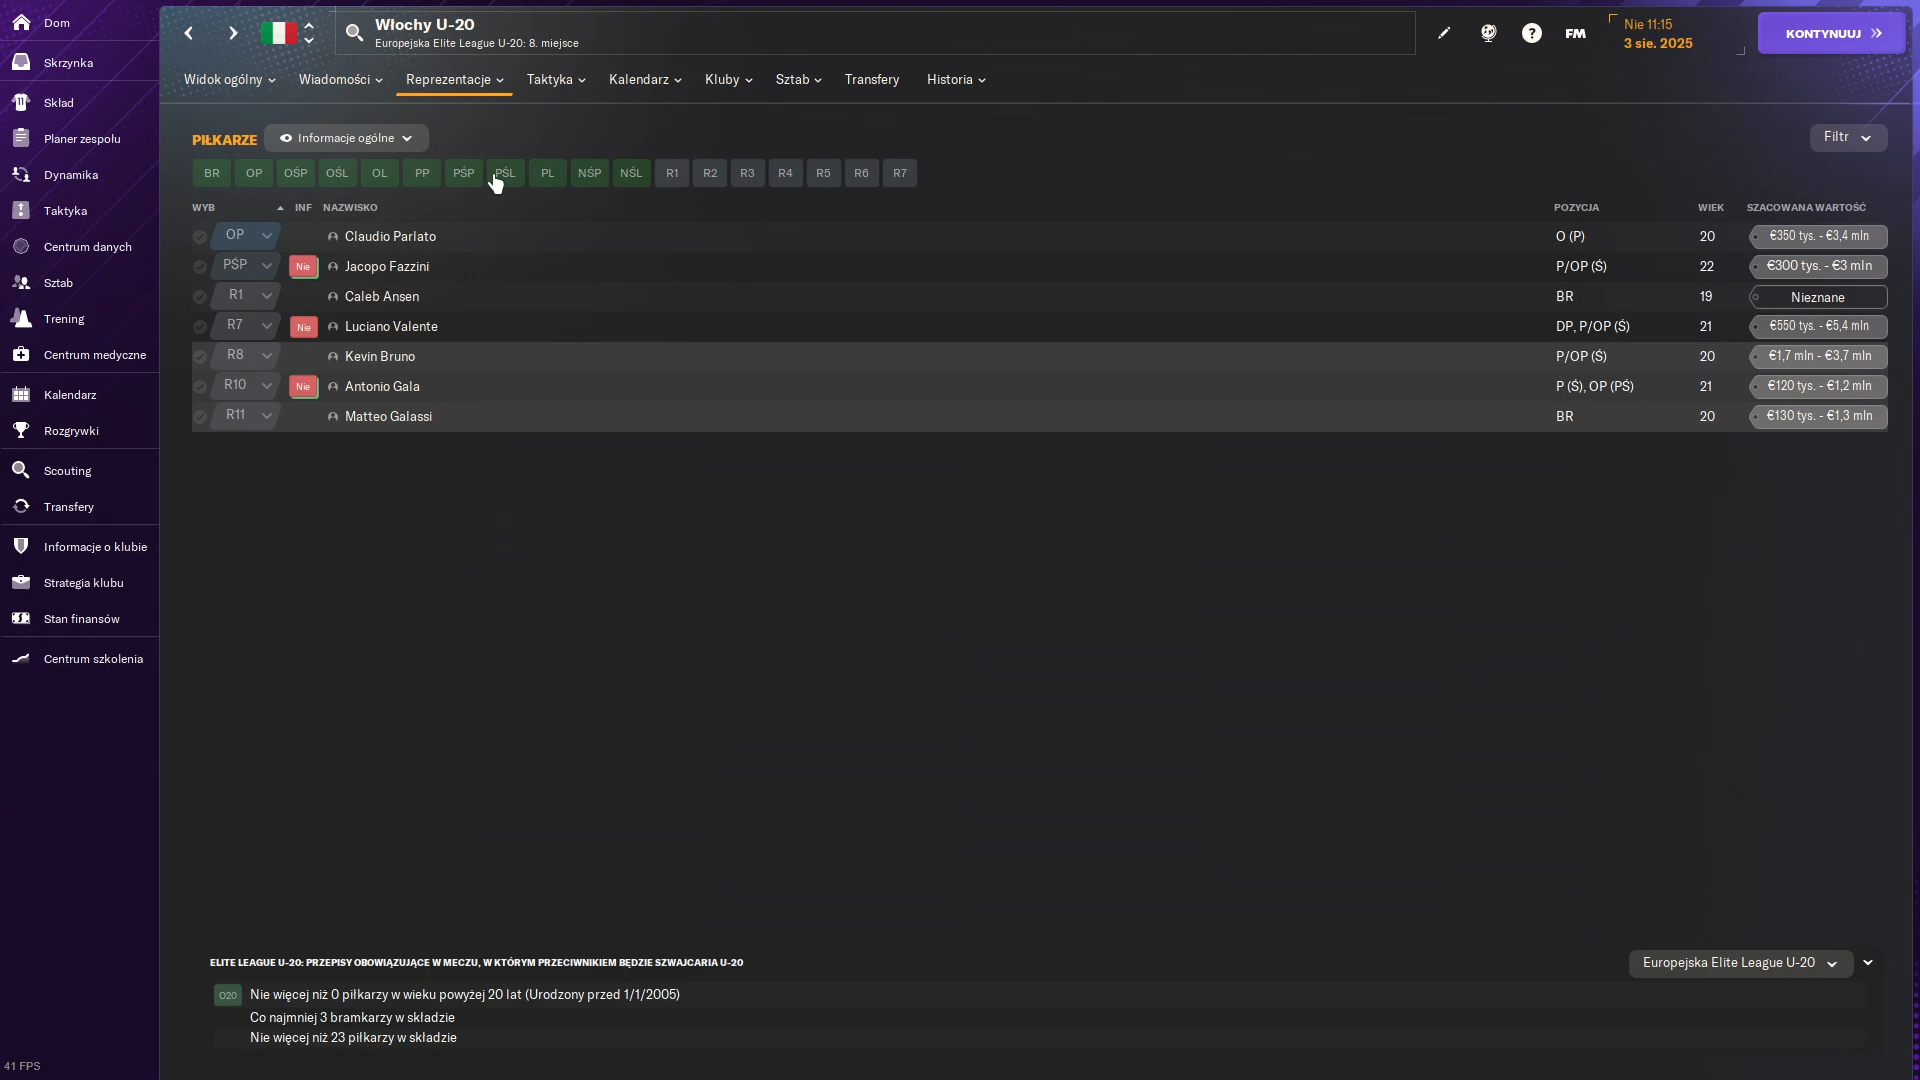 Dom
Skrzynka
Skład
Planer zespołu
Dynamika
Taktyka
Centrum danych
Sztab
Trening
Centrum medyczne
Kalendarz
Rozgrywki
Scouting
Transfery
Informacje o klubie
Strategia klubu
Stan finansów
Centrum szkolenia
41 FPS
Włochy U-20
Europejska Elite League U-20: 8. miejsce
FM
Nie 11:15
3 sie. 2025
KONTYNUUJ
Widok ogólny Wiadomości Reprezentacje Taktyka Kalendarz Kluby Sztab Transfery Historia
PIŁKARZE Informacje ogólne Filtr
BR OP OŚP OŚL OL PP PŚP PŚL PL NŚP NŚL R1 R2 R3 R4 R5 R6 R7
WYB INF NAZWISKO POZYCJA WIEK SZACOWANA WARTOŚĆ
OP Claudio Parlato O (P) 20 €350 tys. - €3,4 mln
PŚP Nie Jacopo Fazzini P/OP (Ś) 22 €300 tys. - €3 mln
R1 Caleb Ansen BR 19 Nieznane
R7 Nie Luciano Valente DP, P/OP (Ś) 21 €550 tys. - €5,4 mln
R8 Kevin Bruno P/OP (Ś) 20 €1,7 mln - €3,7 mln
R10 Nie Antonio Gala P (Ś), OP (PŚ) 21 €120 tys. - €1,2 mln
R11 Matteo Galassi BR 20 €130 tys. - €1,3 mln
ELITE LEAGUE U-20: PRZEPISY OBOWIĄZUJĄCE W MECZU, W KTÓRYM PRZECIWNIKIEM BĘDZIE SZWAJCARIA U-20
Europejska Elite League U-20
O20 Nie więcej niż 0 piłkarzy w wieku powyżej 20 lat (Urodzony przed 1/1/2005)
Co najmniej 3 bramkarzy w składzie
Nie więcej niż 23 piłkarzy w składzie